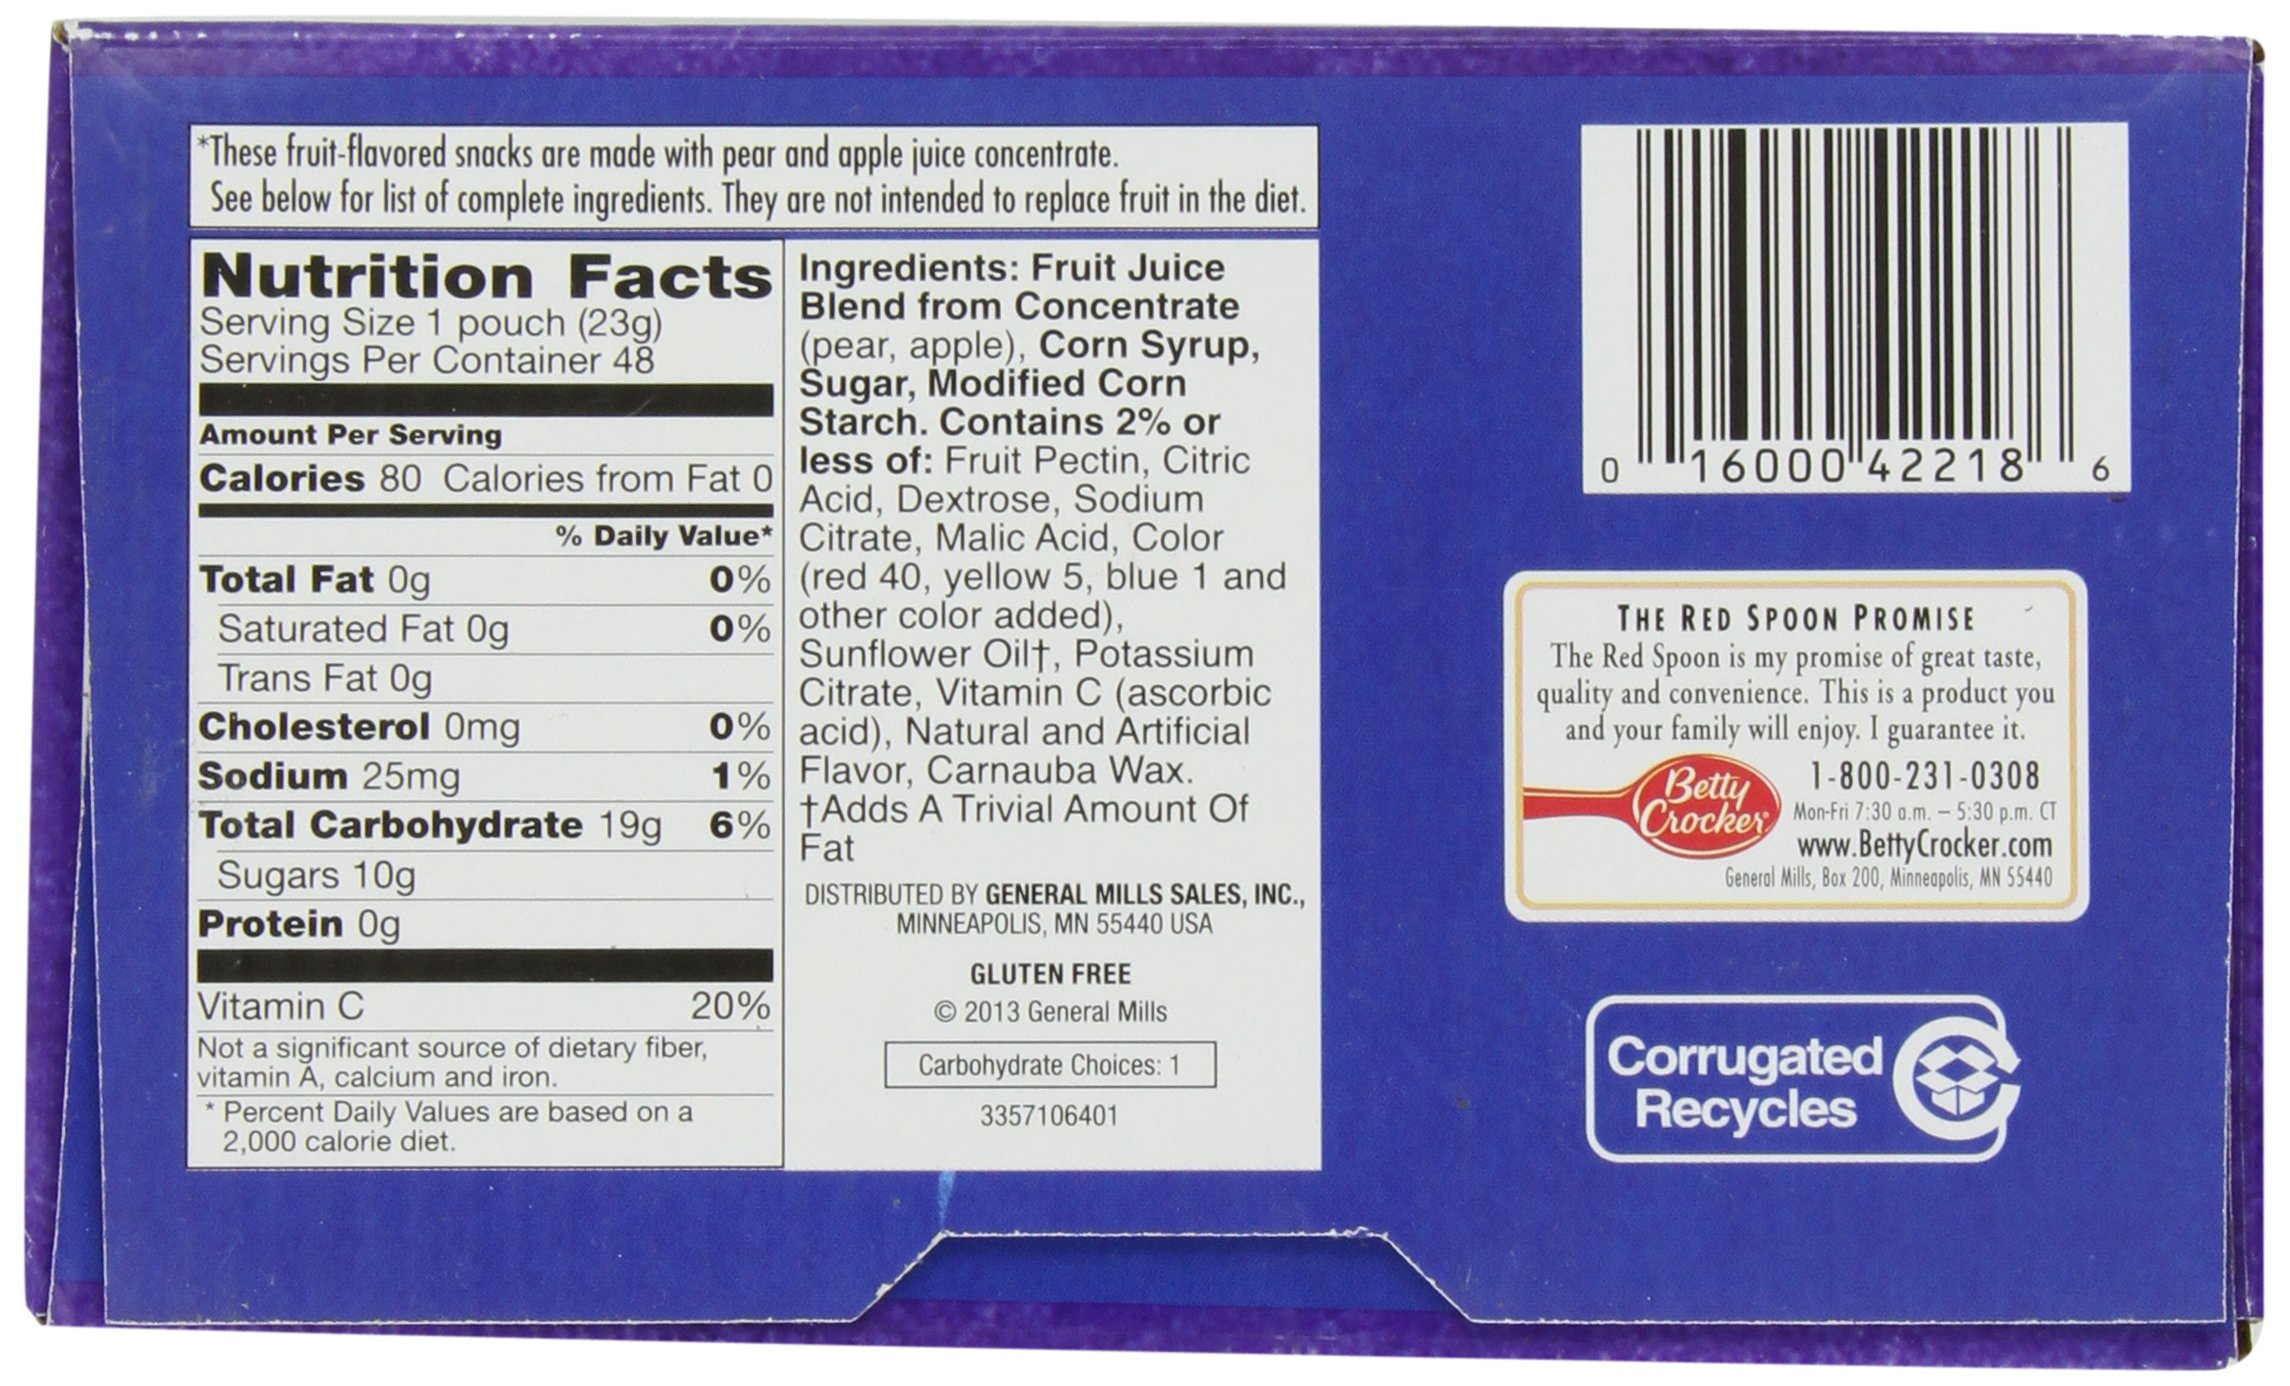 *These fruit-flavored snacks are made with pear and apple juice concentrate.
See below for list of complete ingredients. They are not intended to replace fruit in the diet.
Nutrition Facts
Serving Size 1 pouch (23g)
Servings Per Container 48
Amount Per Serving
Calories 80 Calories from Fat 0
% Daily Value*
Total Fat 0g 0%
Saturated Fat 0g 0%
Trans Fat 0g
Cholesterol 0mg 0%
Sodium 25mg 1%
Total Carbohydrate 19g 6%
Sugars 10g
Protein 0g
Vitamin C 20%
Not a significant source of dietary fiber,
vitamin A, calcium and iron.
* Percent Daily Values are based on a
2,000 calorie diet.
Ingredients: Fruit Juice
Blend from Concentrate
(pear, apple), Corn Syrup,
Sugar, Modified Corn
Starch. Contains 2% or
less of: Fruit Pectin, Citric
Acid, Dextrose, Sodium
Citrate, Malic Acid, Color
(red 40, yellow 5, blue 1 and
other color added),
Sunflower Oil†, Potassium
Citrate, Vitamin C (ascorbic
acid), Natural and Artificial
Flavor, Carnauba Wax.
†Adds A Trivial Amount Of
Fat
DISTRIBUTED BY GENERAL MILLS SALES, INC.,
MINNEAPOLIS, MN 55440 USA
GLUTEN FREE
© 2013 General Mills
Carbohydrate Choices: 1
3357106401
0 16000 42218 6
THE RED SPOON PROMISE
The Red Spoon is my promise of great taste,
quality and convenience. This is a product you
and your family will enjoy. I guarantee it.
Betty
Crocker®
1-800-231-0308
Mon-Fri 7:30 a.m. – 5:30 p.m. CT
www.BettyCrocker.com
General Mills, Box 200, Minneapolis, MN 55440
Corrugated
Recycles